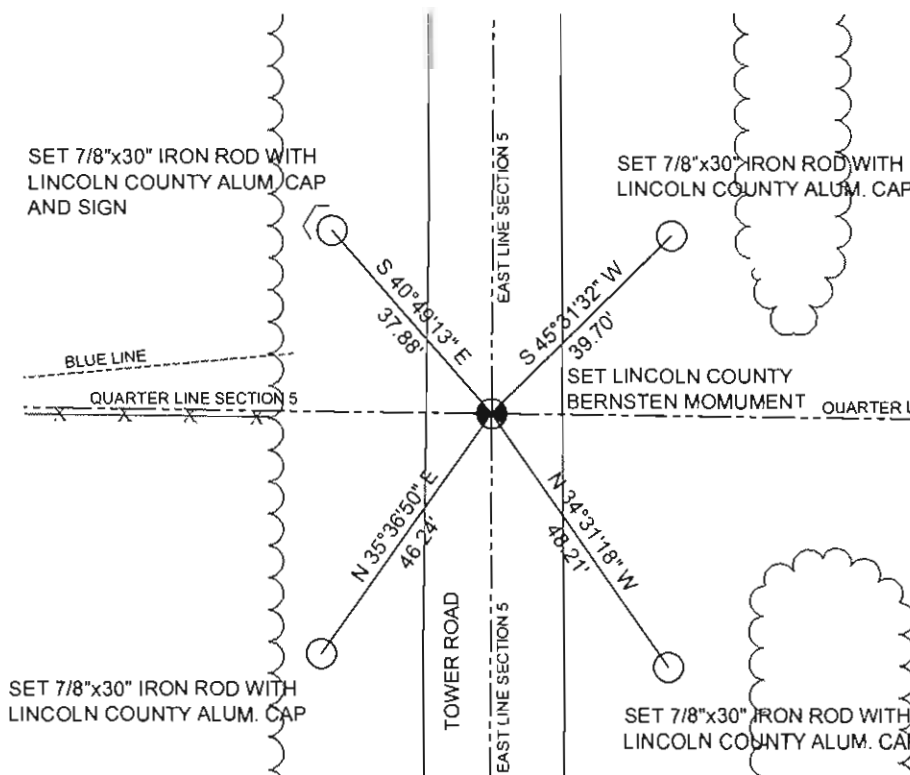 SET 7/8"x30" IRON ROD WITH
LINCOLN COUNTY ALUM. CAP
AND SIGN
EAST LINE SECTION 5
SET 7/8"x30" IRON ROD WITH
LINCOLN COUNTY ALUM. CAP
S 40°49'13" E
37.88'
S 45°31'32" W
39.70'
BLUE LINE
QUARTER LINE SECTION 5
SET LINCOLN COUNTY
BERNSTEN MOMUMENT
QUARTER L
N 35°36'50" E
46.24'
N 34°31'18" W
48.21'
TOWER ROAD
EAST LINE SECTION 5
SET 7/8"x30" IRON ROD WITH
LINCOLN COUNTY ALUM. CAP
SET 7/8"x30" IRON ROD WITH
LINCOLN COUNTY ALUM. CAP